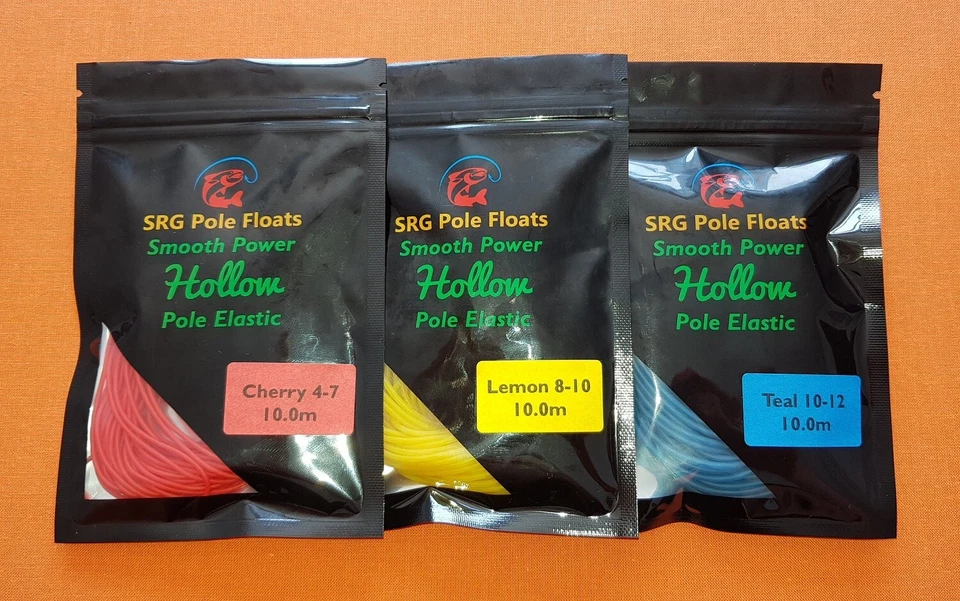 SRG Pole Floats
Smooth Power
Hollow
Pole Elastic
Cherry 4-7
10.0m
SRG Pole Floats
Smooth Power
Hollow
Pole Elastic
Lemon 8-10
10.0m
SRG Pole Floats
Smooth Power
Hollow
Pole Elastic
Teal 10-12
10.0m